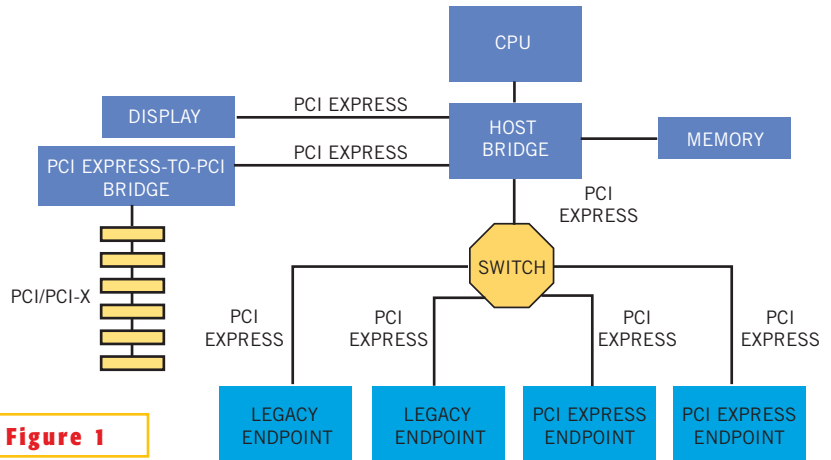 CPU
PCI EXPRESS
DISPLAY
HOST
BRIDGE
MEMORY
PCI EXPRESS-TO-PCI
BRIDGE
PCI EXPRESS
PCI
EXPRESS
SWITCH
PCI/PCI-X
PCI
EXPRESS
PCI
EXPRESS
PCI
EXPRESS
PCI
EXPRESS
LEGACY
ENDPOINT
LEGACY
ENDPOINT
PCI EXPRESS
ENDPOINT
PCI EXPRESS
ENDPOINT
Figure 1